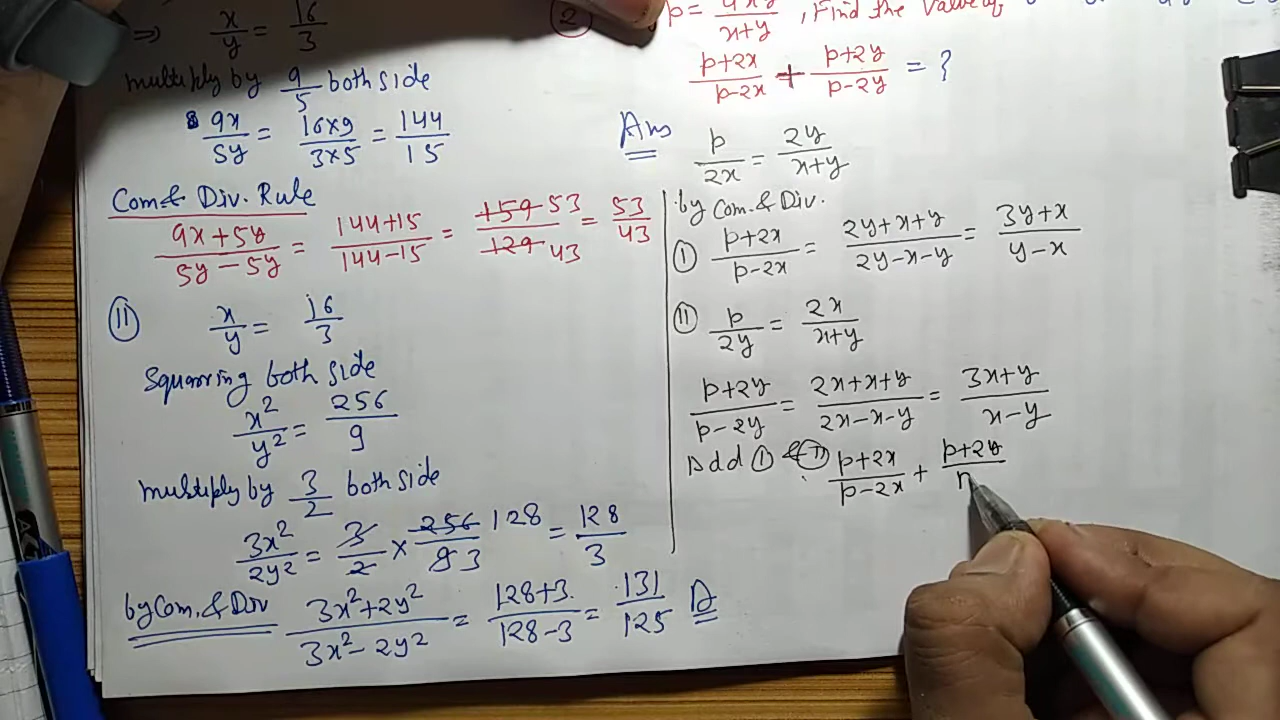 ⇒ x/y = 16/3
multiply by 9/5 both side
9x/5y = 16×9/3×5 = 144/15
Com & Div. Rule
9x+5y/5y-5y = 144+15/144-15 = 159 53/129 43 = 53/43
(II) x/y = 16/3
Squaring both side
x²/y² = 256/9
multiply by 3/2 both side
3x²/2y² = 3/2 × 256 128/9 3 = 128/3
by Com. & Div 3x²+2y²/3x²-2y² = 128+3/128-3 = 131/125 A
(2) p = 4xy/x+y , Find the value of
p+2x/p-2x + p+2y/p-2y = ?
Ans p/2x = 2y/x+y
by Com. & Div.
(I) p+2x/p-2x = 2y+x+y/2y-x-y = 3y+x/y-x
(II) p/2y = 2x/x+y
p+2y/p-2y = 2x+x+y/2x-x-y = 3x+y/x-y
Add (I) & (II) p+2x/p-2x + p+2y/p